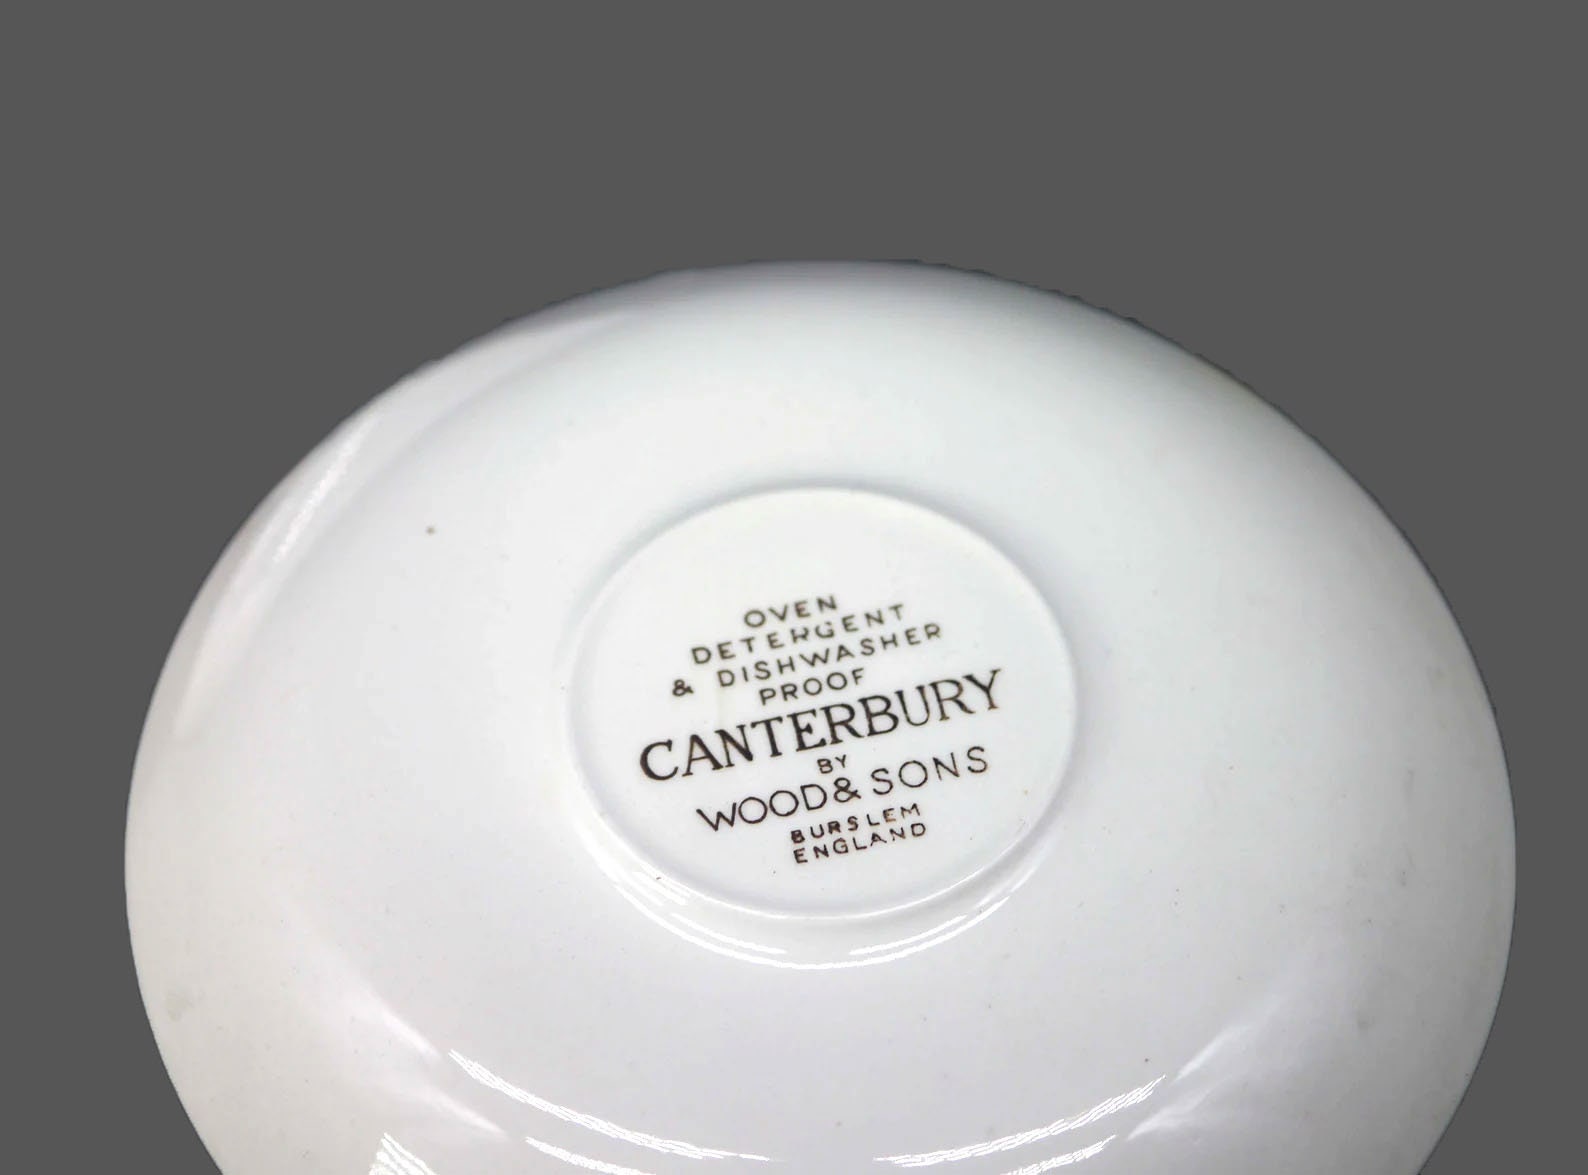 OVEN
DETERGENT
& DISHWASHER
PROOF
CANTERBURY
BY
WOOD & SONS
BURSLEM
ENGLAND